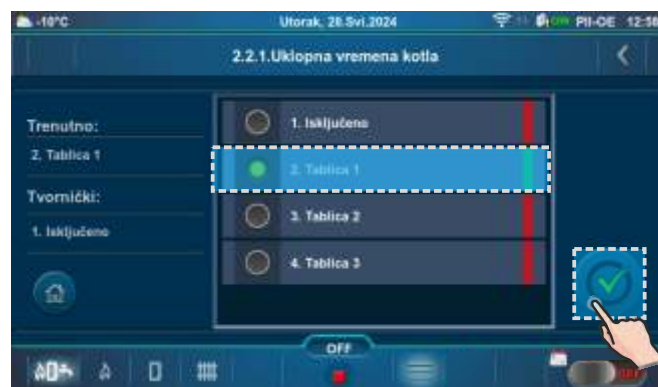 -10°C Utorak, 28.Svi.2024 PII-OE 12:58
2.2.1.Uklopna vremena kotla
Trenutno:
2. Tablica 1
Tvornički:
1. Isključeno
1. Isključeno
2. Tablica 1
3. Tablica 2
4. Tablica 3
OFF
OFF